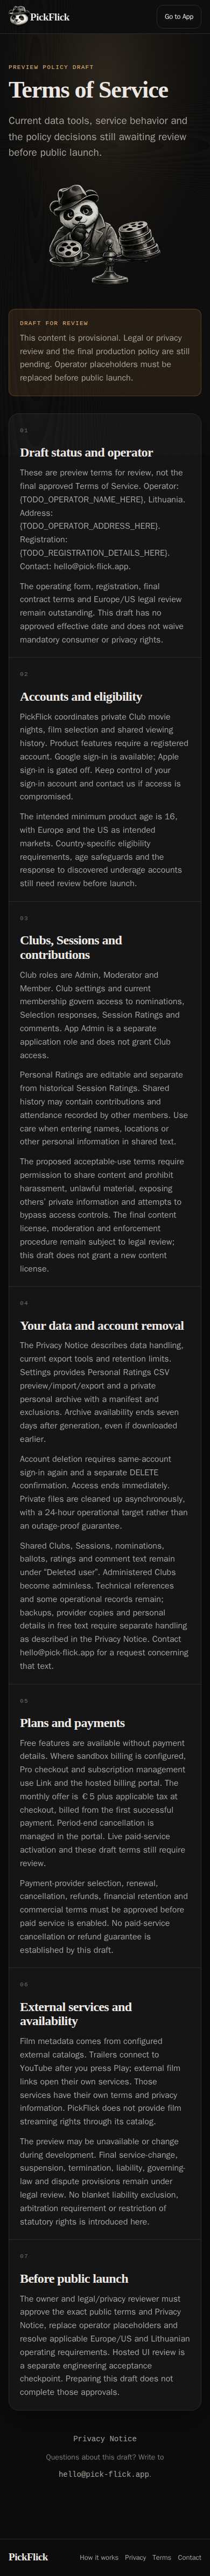 PickFlick
Go to App
PREVIEW POLICY DRAFT
Terms of Service
Current data tools, service behavior and
the policy decisions still awaiting review
before public launch.
DRAFT FOR REVIEW
This content is provisional. Legal or privacy
review and the final production policy are still
pending. Operator placeholders must be
replaced before public launch.
01
Draft status and operator
These are preview terms for review, not the
final approved Terms of Service. Operator:
{TODO_OPERATOR_NAME_HERE}, Lithuania.
Address:
{TODO_OPERATOR_ADDRESS_HERE}.
Registration:
{TODO_REGISTRATION_DETAILS_HERE}.
Contact: hello@pick-flick.app.
The operating form, registration, final
contract terms and Europe/US legal review
remain outstanding. This draft has no
approved effective date and does not waive
mandatory consumer or privacy rights.
02
Accounts and eligibility
PickFlick coordinates private Club movie
nights, film selection and shared viewing
history. Product features require a registered
account. Google sign-in is available; Apple
sign-in is gated off. Keep control of your
sign-in account and contact us if access is
compromised.
The intended minimum product age is 16,
with Europe and the US as intended
markets. Country-specific eligibility
requirements, age safeguards and the
response to discovered underage accounts
still need review before launch.
03
Clubs, Sessions and
contributions
Club roles are Admin, Moderator and
Member. Club settings and current
membership govern access to nominations,
Selection responses, Session Ratings and
comments. App Admin is a separate
application role and does not grant Club
access.
Personal Ratings are editable and separate
from historical Session Ratings. Shared
history may contain contributions and
attendance recorded by other members. Use
care when entering names, locations or
other personal information in shared text.
The proposed acceptable-use terms require
permission to share content and prohibit
harassment, unlawful material, exposing
others' private information and attempts to
bypass access controls. The final content
license, moderation and enforcement
procedure remain subject to legal review;
this draft does not grant a new content
license.
04
Your data and account removal
The Privacy Notice describes data handling,
current export tools and retention limits.
Settings provides Personal Ratings CSV
preview/import/export and a private
personal archive with a manifest and
exclusions. Archive availability ends seven
days after generation, even if downloaded
earlier.
Account deletion requires same-account
sign-in again and a separate DELETE
confirmation. Access ends immediately.
Private files are cleaned up asynchronously,
with a 24-hour operational target rather than
an outage-proof guarantee.
Shared Clubs, Sessions, nominations,
ballots, ratings and comment text remain
under "Deleted user". Administered Clubs
become adminless. Technical references
and some operational records remain;
backups, provider copies and personal
details in free text require separate handling
as described in the Privacy Notice. Contact
hello@pick-flick.app for a request concerning
that text.
05
Plans and payments
Free features are available without payment
details. Where sandbox billing is configured,
Pro checkout and subscription management
use Link and the hosted billing portal. The
monthly offer is €5 plus applicable tax at
checkout, billed from the first successful
payment. Period-end cancellation is
managed in the portal. Live paid-service
activation and these draft terms still require
review.
Payment-provider selection, renewal,
cancellation, refunds, financial retention and
commercial terms must be approved before
paid service is enabled. No paid-service
cancellation or refund guarantee is
established by this draft.
06
External services and
availability
Film metadata comes from configured
external catalogs. Trailers connect to
YouTube after you press Play; external film
links open their own services. Those
services have their own terms and privacy
information. PickFlick does not provide film
streaming rights through its catalog.
The preview may be unavailable or change
during development. Final service-change,
suspension, termination, liability, governing-
law and dispute provisions remain under
legal review. No blanket liability exclusion,
arbitration requirement or restriction of
statutory rights is introduced here.
07
Before public launch
The owner and legal/privacy reviewer must
approve the exact public terms and Privacy
Notice, replace operator placeholders and
resolve applicable Europe/US and Lithuanian
operating requirements. Hosted UI review is
a separate engineering acceptance
checkpoint. Preparing this draft does not
complete those approvals.
Privacy Notice
Questions about this draft? Write to
hello@pick-flick.app.
PickFlick
How it works
Privacy
Terms
Contact